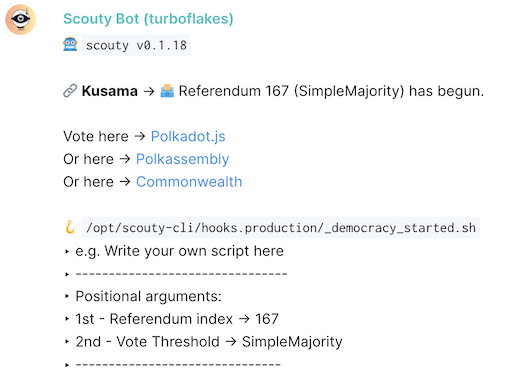 Scouty Bot (turboflakes)
🤖 scouty v0.1.18
🔗 Kusama → 🗳 Referendum 167 (SimpleMajority) has begun.
Vote here → Polkadot.js
Or here → Polkassembly
Or here → Commonwealth
🪝 /opt/scouty-cli/hooks.production/_democracy_started.sh
‣ e.g. Write your own script here
‣ -------------------------------
‣ Positional arguments:
‣ 1st - Referendum index → 167
‣ 2nd - Vote Threshold → SimpleMajority
‣ ------------------------------